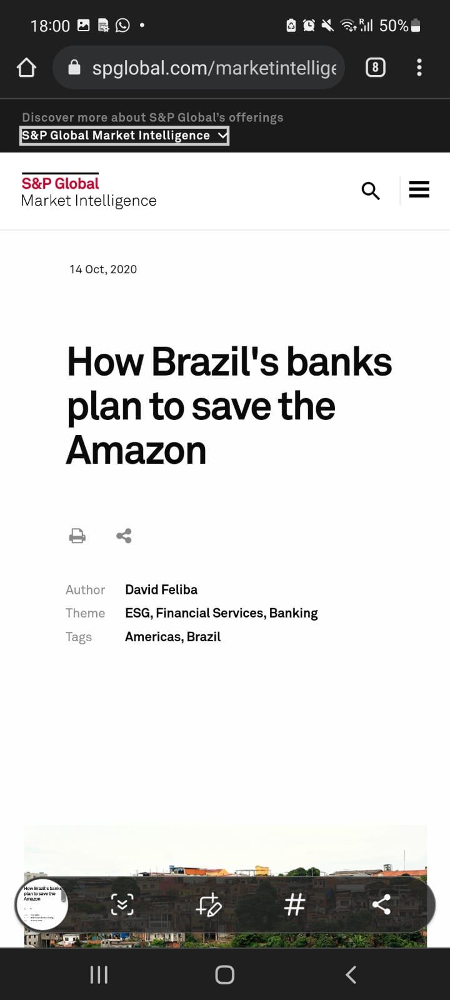 18:00
50%
spglobal.com/marketintellige
8
Discover more about S&P Global's offerings
S&P Global Market Intelligence
S&P Global
Market Intelligence
14 Oct, 2020
How Brazil's banks
plan to save the
Amazon
Author David Feliba
Theme ESG, Financial Services, Banking
Tags Americas, Brazil
How Brazil's banks
plan to save the
Amazon
#